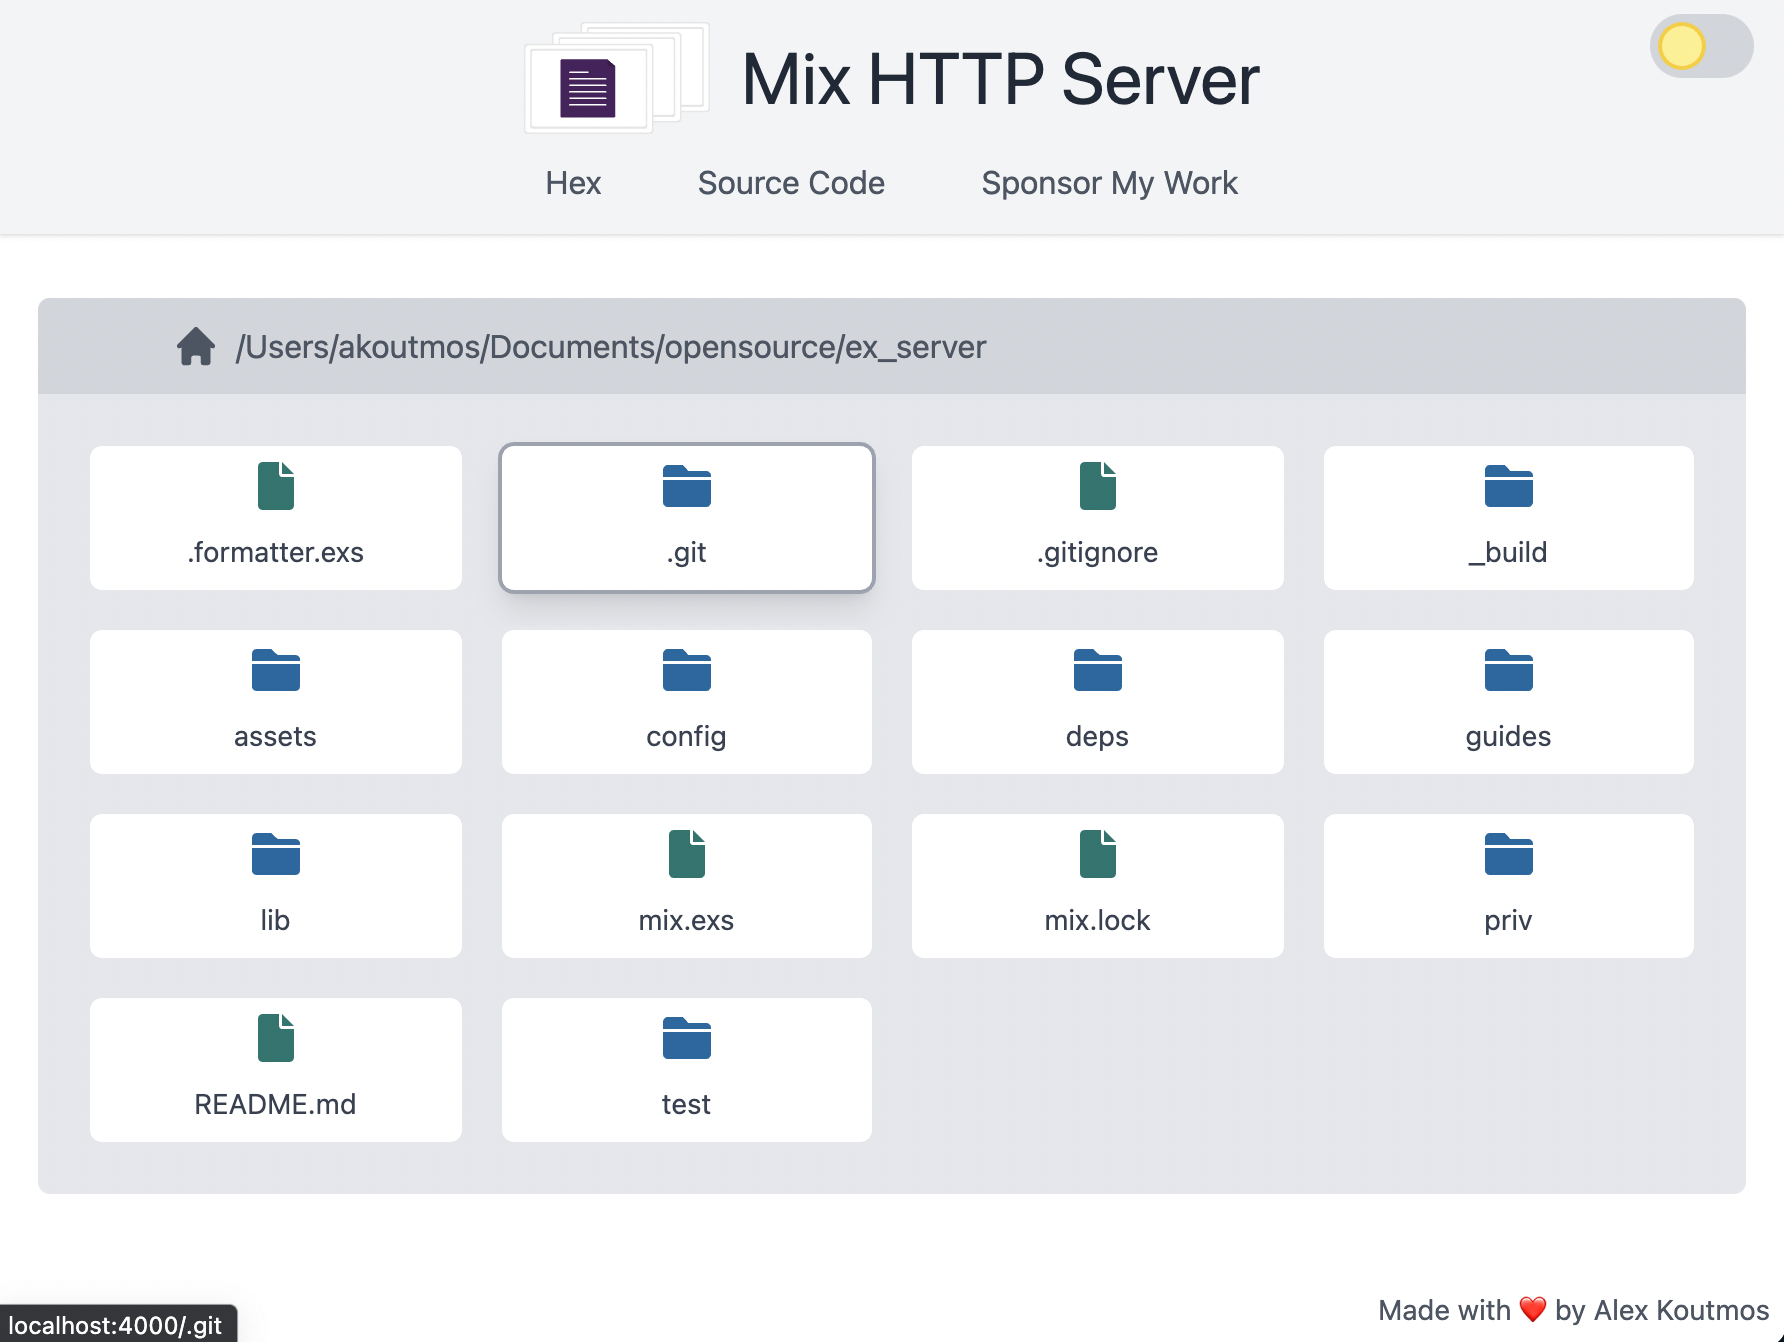 Mix HTTP Server
Hex Source Code Sponsor My Work
/Users/akoutmos/Documents/opensource/ex_server
.formatter.exs .git .gitignore _build
assets config deps guides
lib mix.exs mix.lock priv
README.md test
Made with ❤️ by Alex Koutmos
localhost:4000/.git